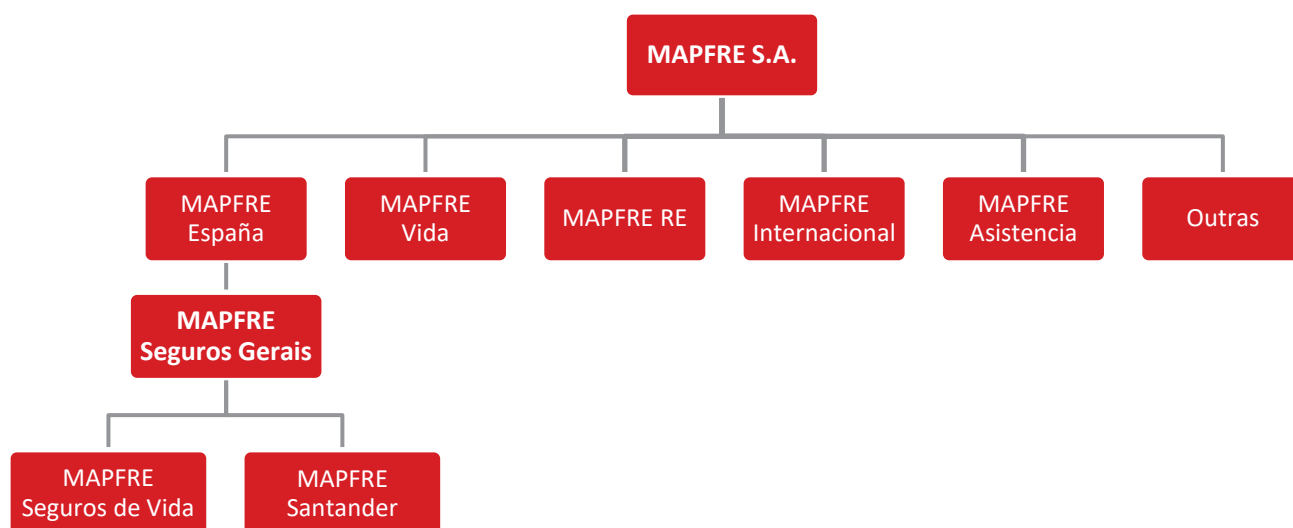 MAPFRE S.A.
MAPFRE
España
MAPFRE
Vida
MAPFRE RE
MAPFRE
Internacional
MAPFRE
Asistencia
Outras
MAPFRE
Seguros Gerais
MAPFRE
Seguros de Vida
MAPFRE
Santander